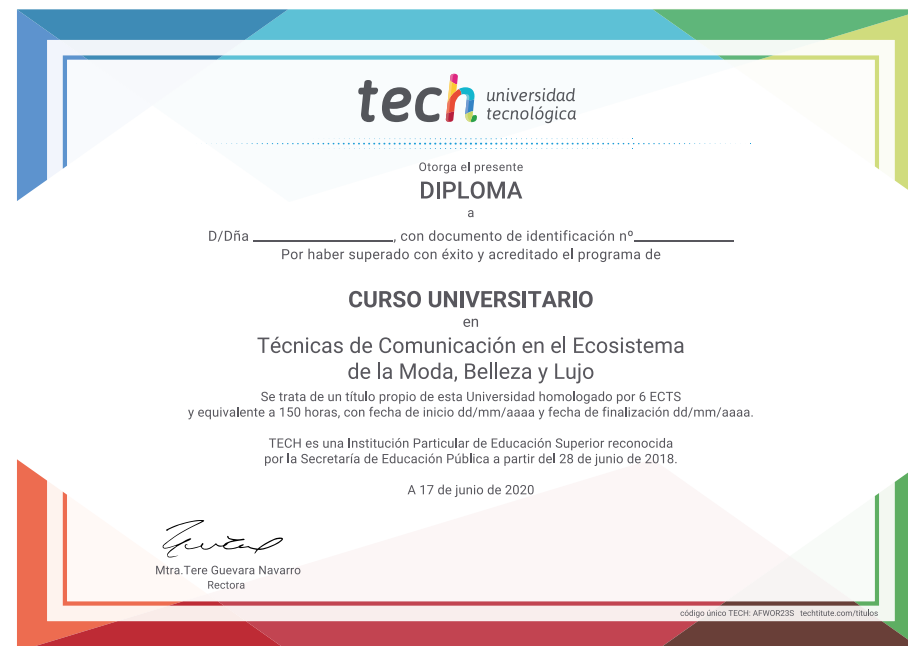 tech universidad
tecnológica
Otorga el presente
DIPLOMA
a
D/Dña ____________, con documento de identificación nº____________
Por haber superado con éxito y acreditado el programa de
CURSO UNIVERSITARIO
en
Técnicas de Comunicación en el Ecosistema
de la Moda, Belleza y Lujo
Se trata de un título propio de esta Universidad homologado por 6 ECTS
y equivalente a 150 horas, con fecha de inicio dd/mm/aaaa y fecha de finalización dd/mm/aaaa.
TECH es una Institución Particular de Educación Superior reconocida
por la Secretaría de Educación Pública a partir del 28 de junio de 2018.
A 17 de junio de 2020
Mtra.Tere Guevara Navarro
Rectora
código único TECH: AFWOR23S techtitute.com/titulos